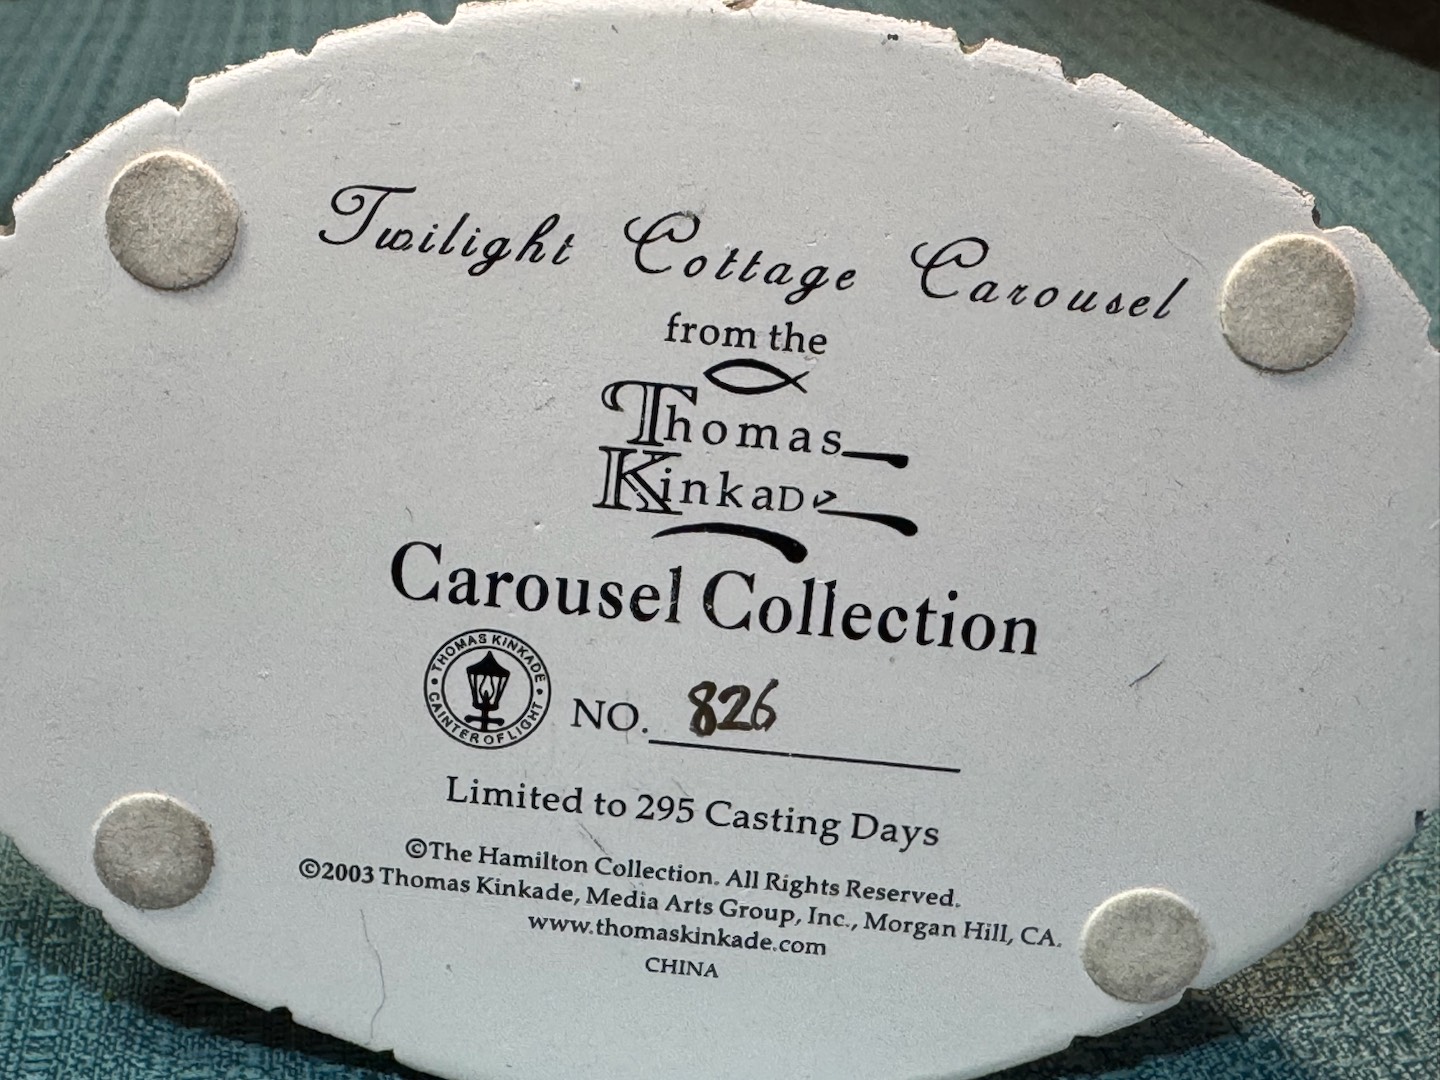 Twilight Cottage Carousel
from the
Thomas
Kinkade
Carousel Collection
THOMAS KINKADE
PAINTER OF LIGHT
NO. 826
Limited to 295 Casting Days
©The Hamilton Collection. All Rights Reserved.
©2003 Thomas Kinkade, Media Arts Group, Inc., Morgan Hill, CA.
www.thomaskinkade.com
CHINA